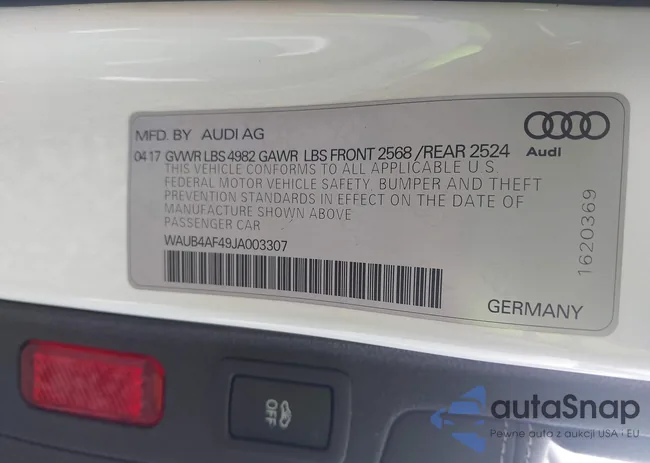 MFD. BY AUDI AG
Audi
04 17 GVWR LBS 4982 GAWR LBS FRONT 2568 /REAR 2524
THIS VEHICLE CONFORMS TO ALL APPLICABLE U.S.
FEDERAL MOTOR VEHICLE SAFETY, BUMPER AND THEFT
PREVENTION STANDARDS IN EFFECT ON THE DATE OF
MANUFACTURE SHOWN ABOVE
PASSENGER CAR
WAUB4AF49JA003307
1620369
GERMANY
OFF
autaSnap
Pewne auta z aukcji USA i EU